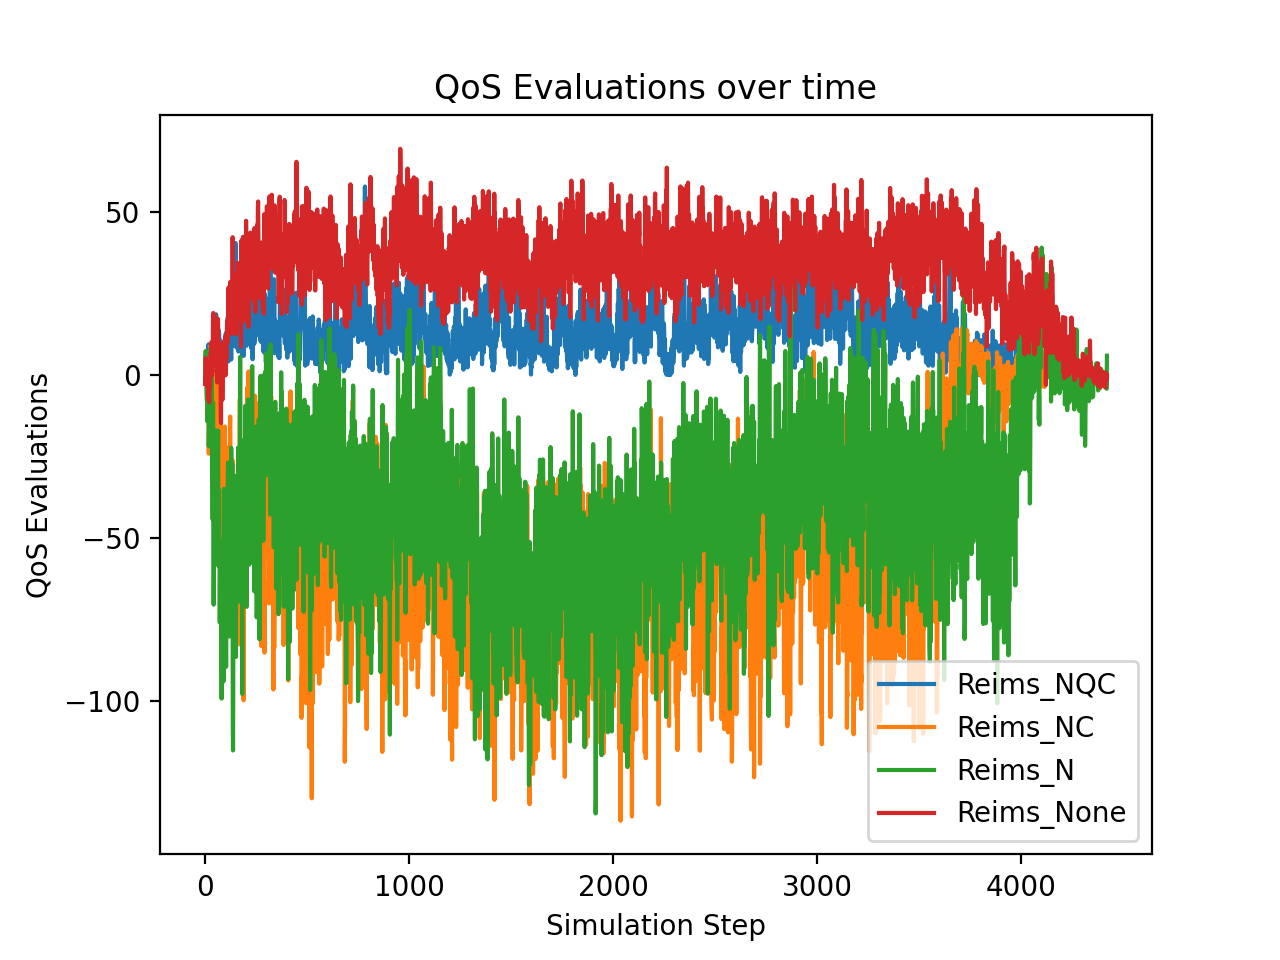 QoS Evaluations over time
QoS Evaluations
50
0
−50
−100
0 1000 2000 3000 4000
Simulation Step
Reims_NQC
Reims_NC
Reims_N
Reims_None